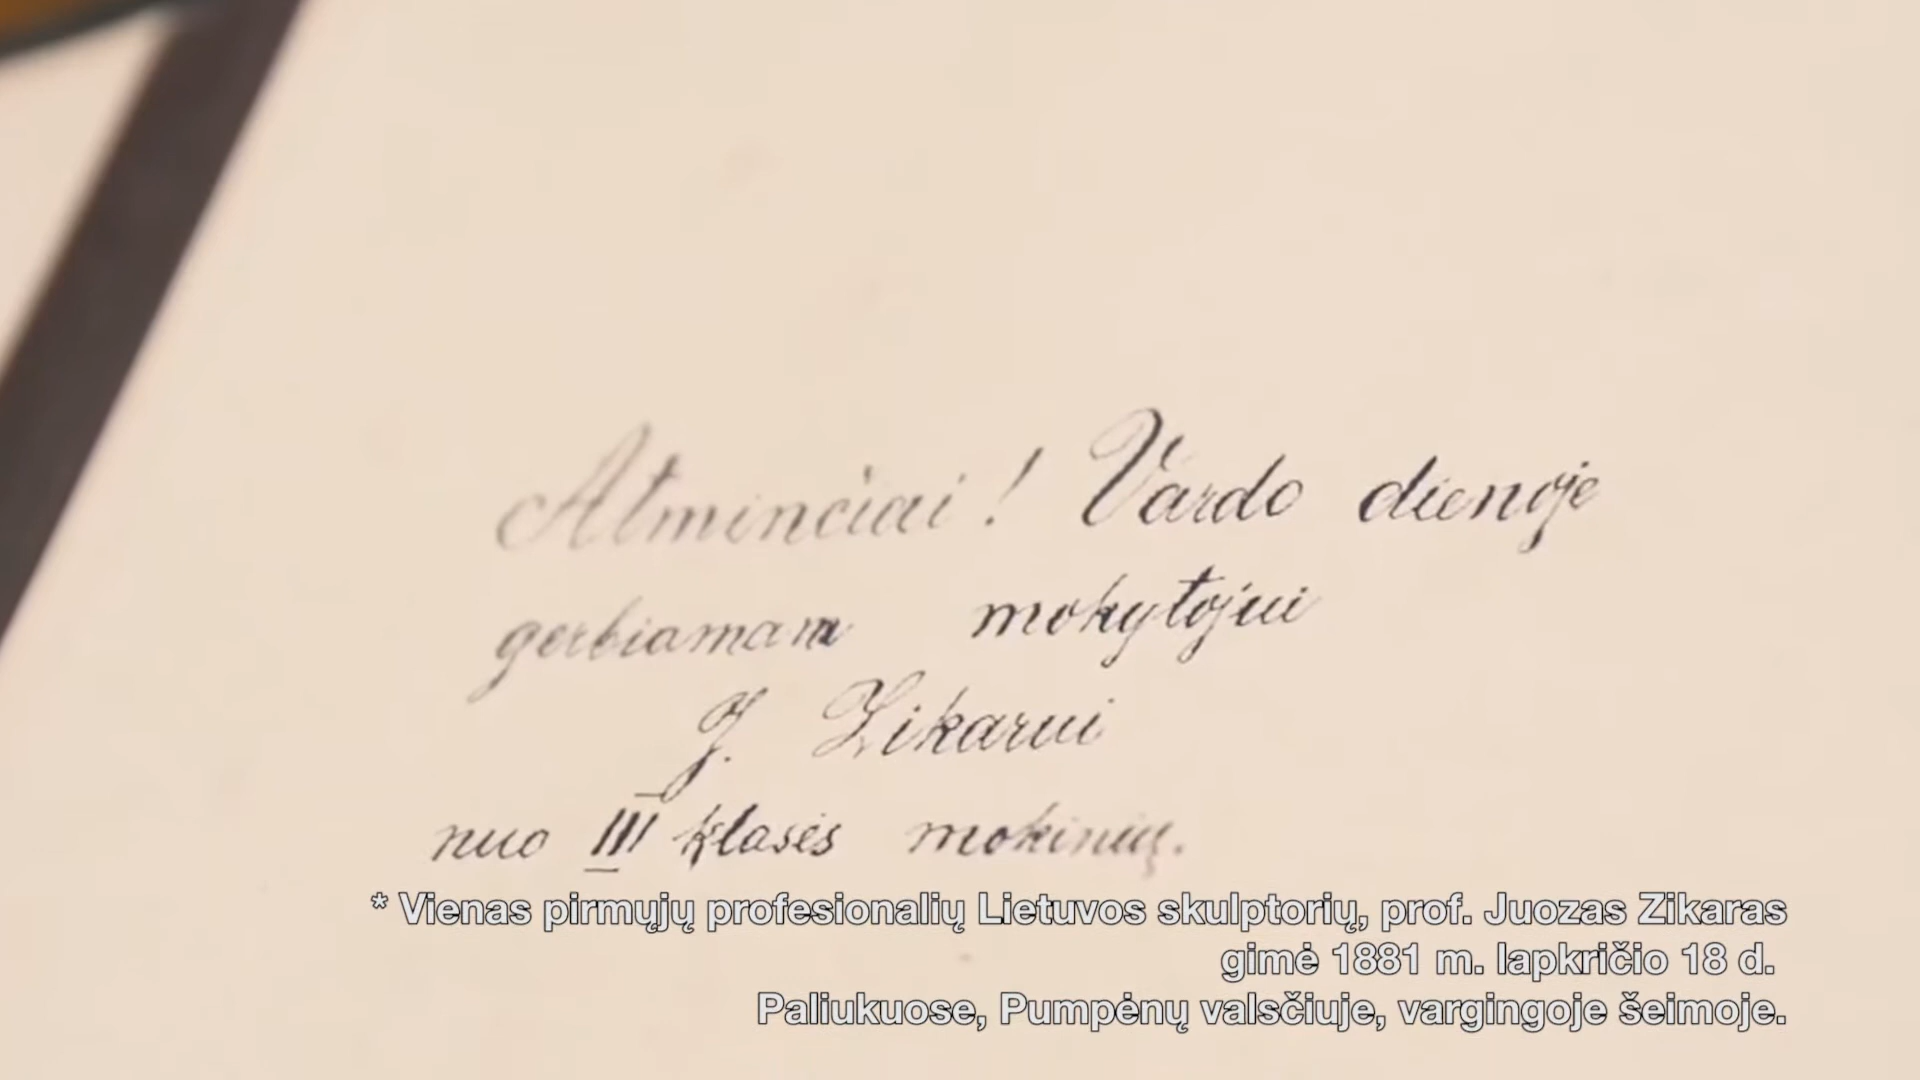 Atminčiai! Vardo dienoje
gerbiamam mokytojui
J. Zikarui
nuo III klasės mokinių.
* Vienas pirmųjų profesionalių Lietuvos skulptorių, prof. Juozas Zikaras
gimė 1881 m. lapkričio 18 d.
Paliukuose, Pumpėnų valsčiuje, vargingoje šeimoje.